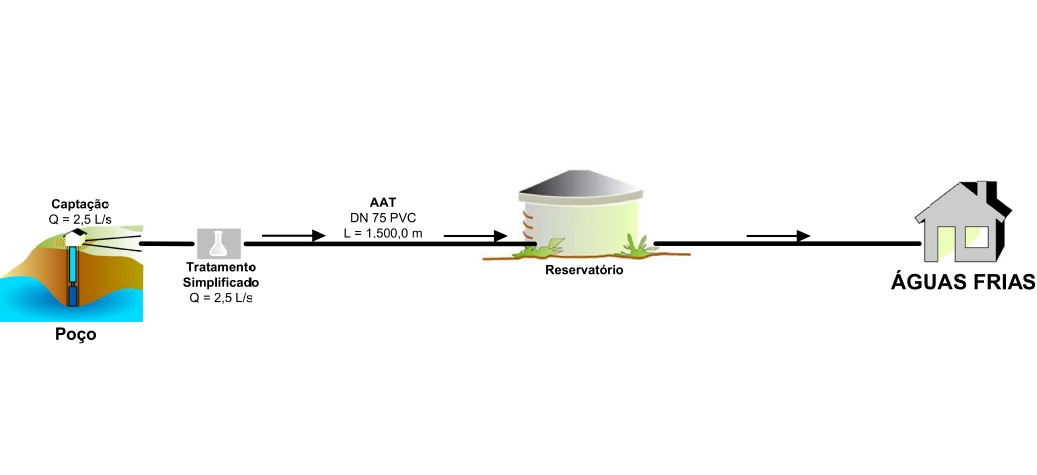 Captação
Q = 2,5 L/s
Poço
Tratamento
Simplificado
Q = 2,5 L/s
AAT
DN 75 PVC
L = 1.500,0 m
Reservatório
ÁGUAS FRIAS